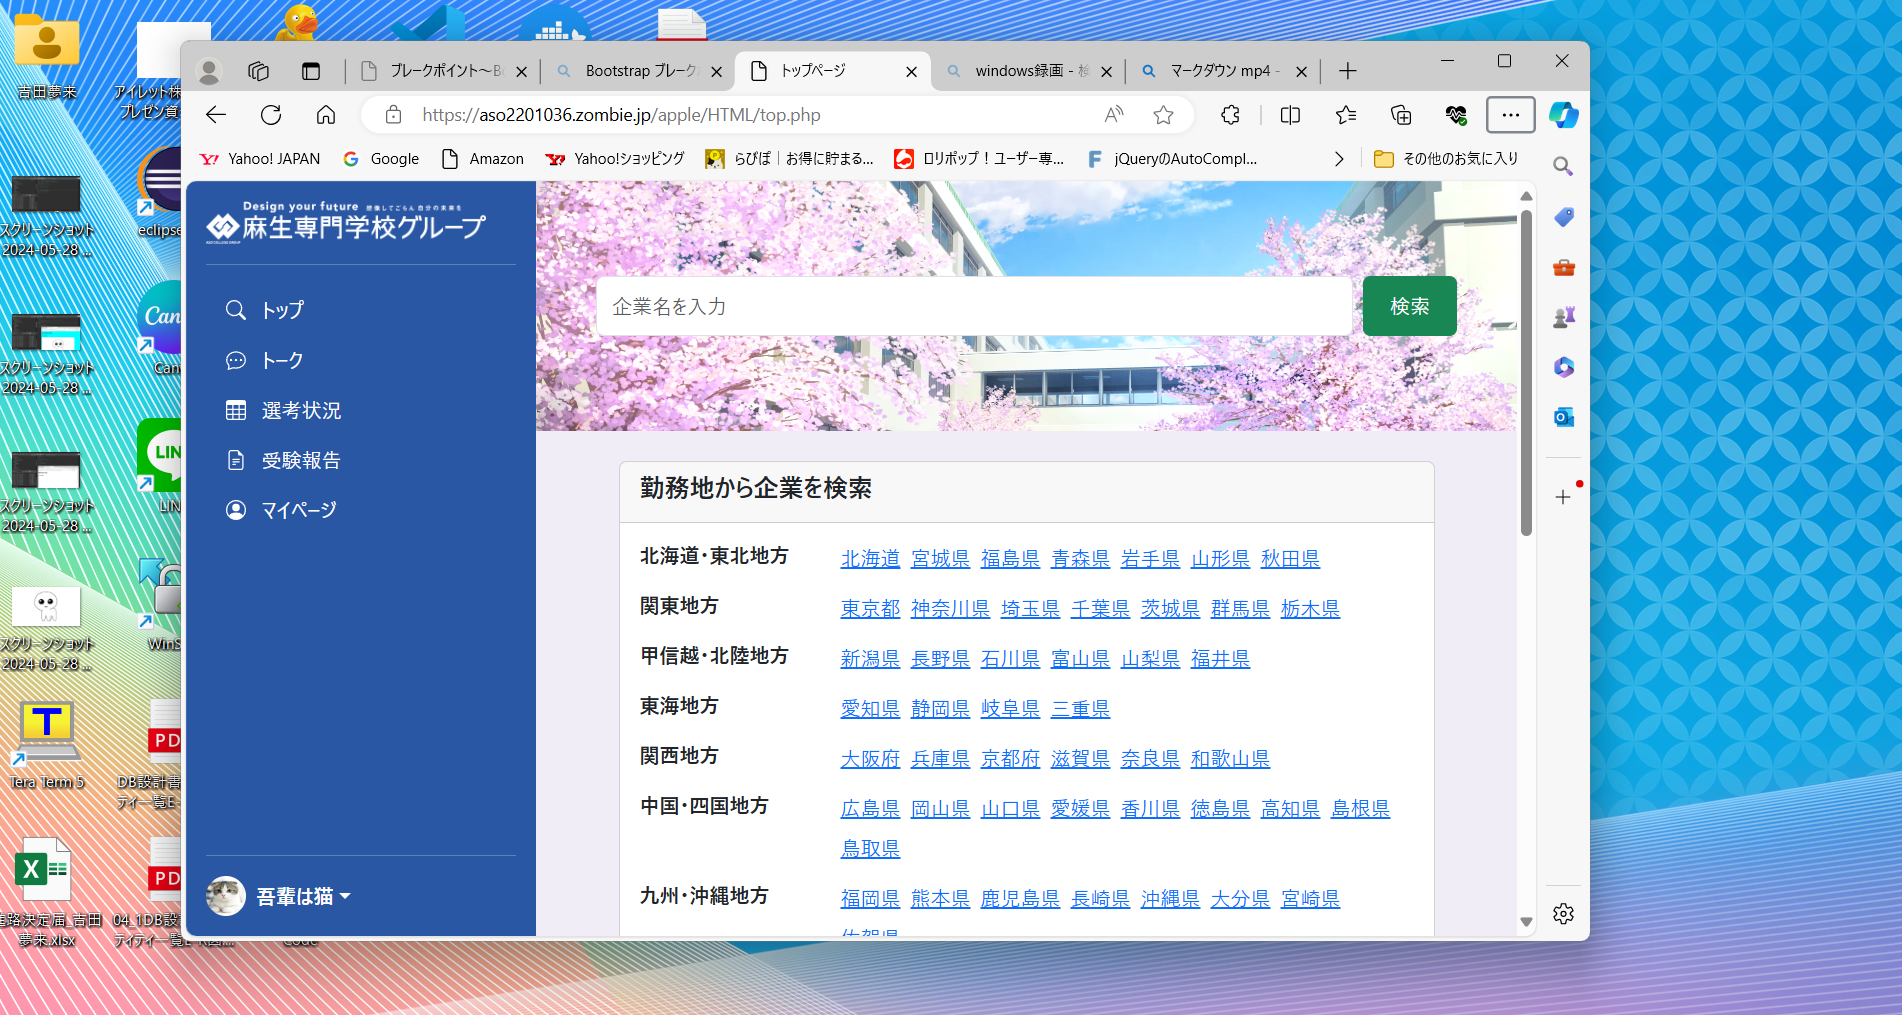 吉田夢来
アイレット株
プレゼン資
スクリーンショット
2024-05-28 ...
eclipse
スクリーンショット
2024-05-28 ...
Can
Can
スクリーンショット
2024-05-28 ...
LIN
LIN
スクリーンショット
2024-05-28 ...
WinS
T
Tera Term 5
PD
DB設計書
ティ一覧E-
X
PD
進路決定届_吉田
夢来.xlsx
04_1DB設
Code
ブレークポイント~Bo
Bootstrap ブレーク
トップページ
windows録画 - 検
マークダウン mp4 -
https://aso2201036.zombie.jp/apple/HTML/top.php
Yahoo! JAPAN
Google
Amazon
Yahoo!ショッピング
らびぽ | お得に貯まる...
ロリポップ！ユーザー専...
jQueryのAutoCompl...
その他のお気に入り
Design your future 想像してごらん 自分の未来を
麻生専門学校グループ
トップ
トーク
選考状況
受験報告
マイページ
吾輩は猫
企業名を入力
検索
勤務地から企業を検索
北海道・東北地方
北海道 宮城県 福島県 青森県 岩手県 山形県 秋田県
関東地方
東京都 神奈川県 埼玉県 千葉県 茨城県 群馬県 栃木県
甲信越・北陸地方
新潟県 長野県 石川県 富山県 山梨県 福井県
東海地方
愛知県 静岡県 岐阜県 三重県
関西地方
大阪府 兵庫県 京都府 滋賀県 奈良県 和歌山県
中国・四国地方
広島県 岡山県 山口県 愛媛県 香川県 徳島県 高知県 島根県
鳥取県
九州・沖縄地方
福岡県 熊本県 鹿児島県 長崎県 沖縄県 大分県 宮崎県
佐賀県